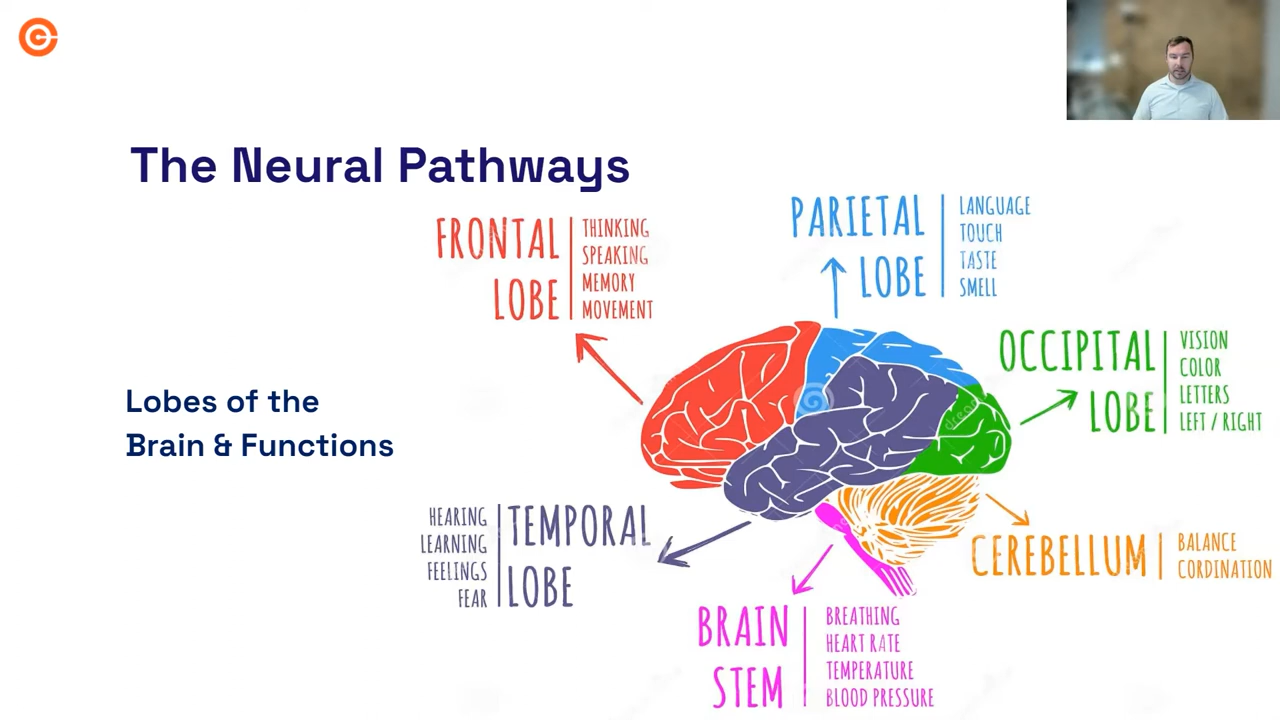 The Neural Pathways
FRONTAL
LOBE
THINKING
SPEAKING
MEMORY
MOVEMENT
PARIETAL
LOBE
LANGUAGE
TOUCH
TASTE
SMELL
OCCIPITAL
LOBE
VISION
COLOR
LETTERS
LEFT / RIGHT
Lobes of the
Brain & Functions
HEARING
LEARNING
FEELINGS
FEAR
TEMPORAL
LOBE
CEREBELLUM
BALANCE
CORDINATION
BRAIN
STEM
BREATHING
HEART RATE
TEMPERATURE
BLOOD PRESSURE